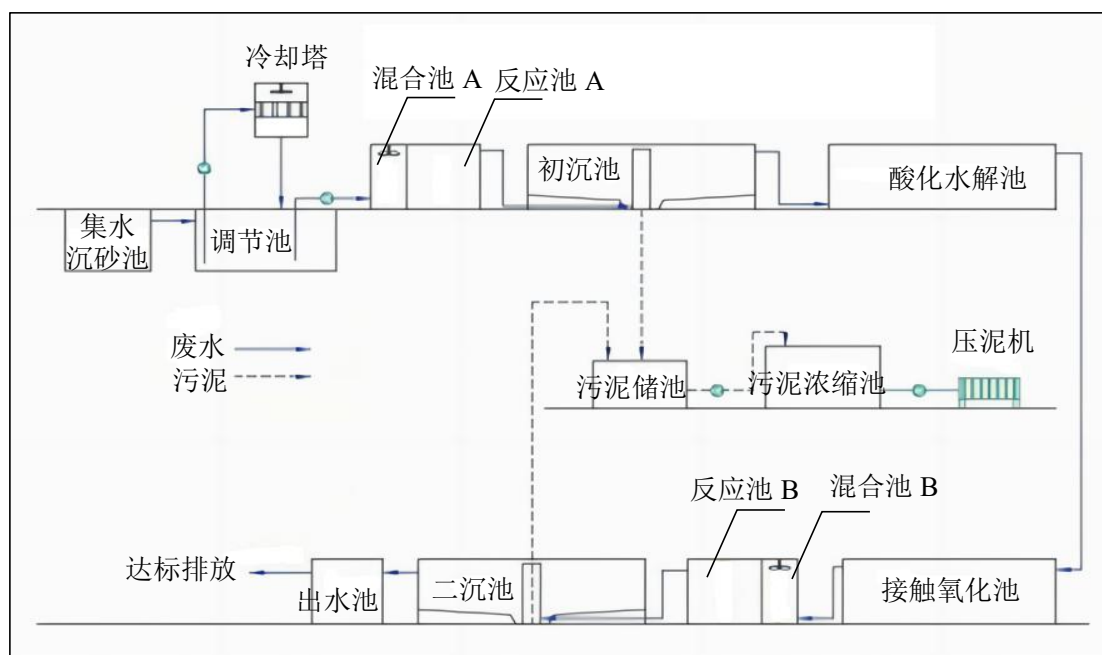 冷却塔
混合池 A
反应池 A
初沉池
酸化水解池
集水
沉砂池
调节池
废水
污泥
污泥储池
污泥浓缩池
压泥机
反应池 B
混合池 B
达标排放
出水池
二沉池
接触氧化池